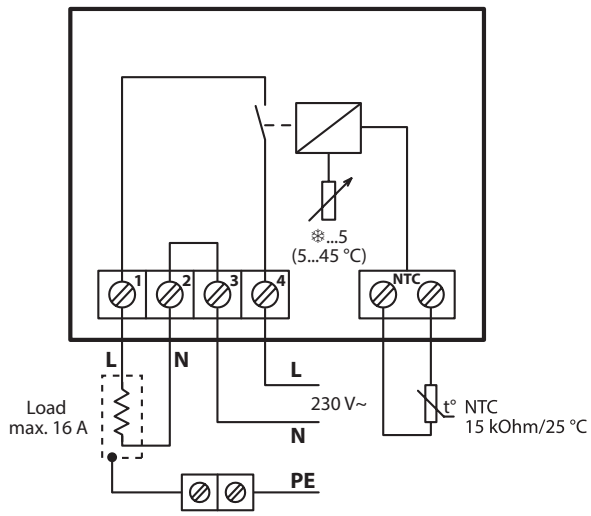 ❄...5
(5...45 °C)
1 2 3 4 NTC
L N
L
230 V~
N
Load
max. 16 A
t° NTC
15 kOhm/25 °C
PE